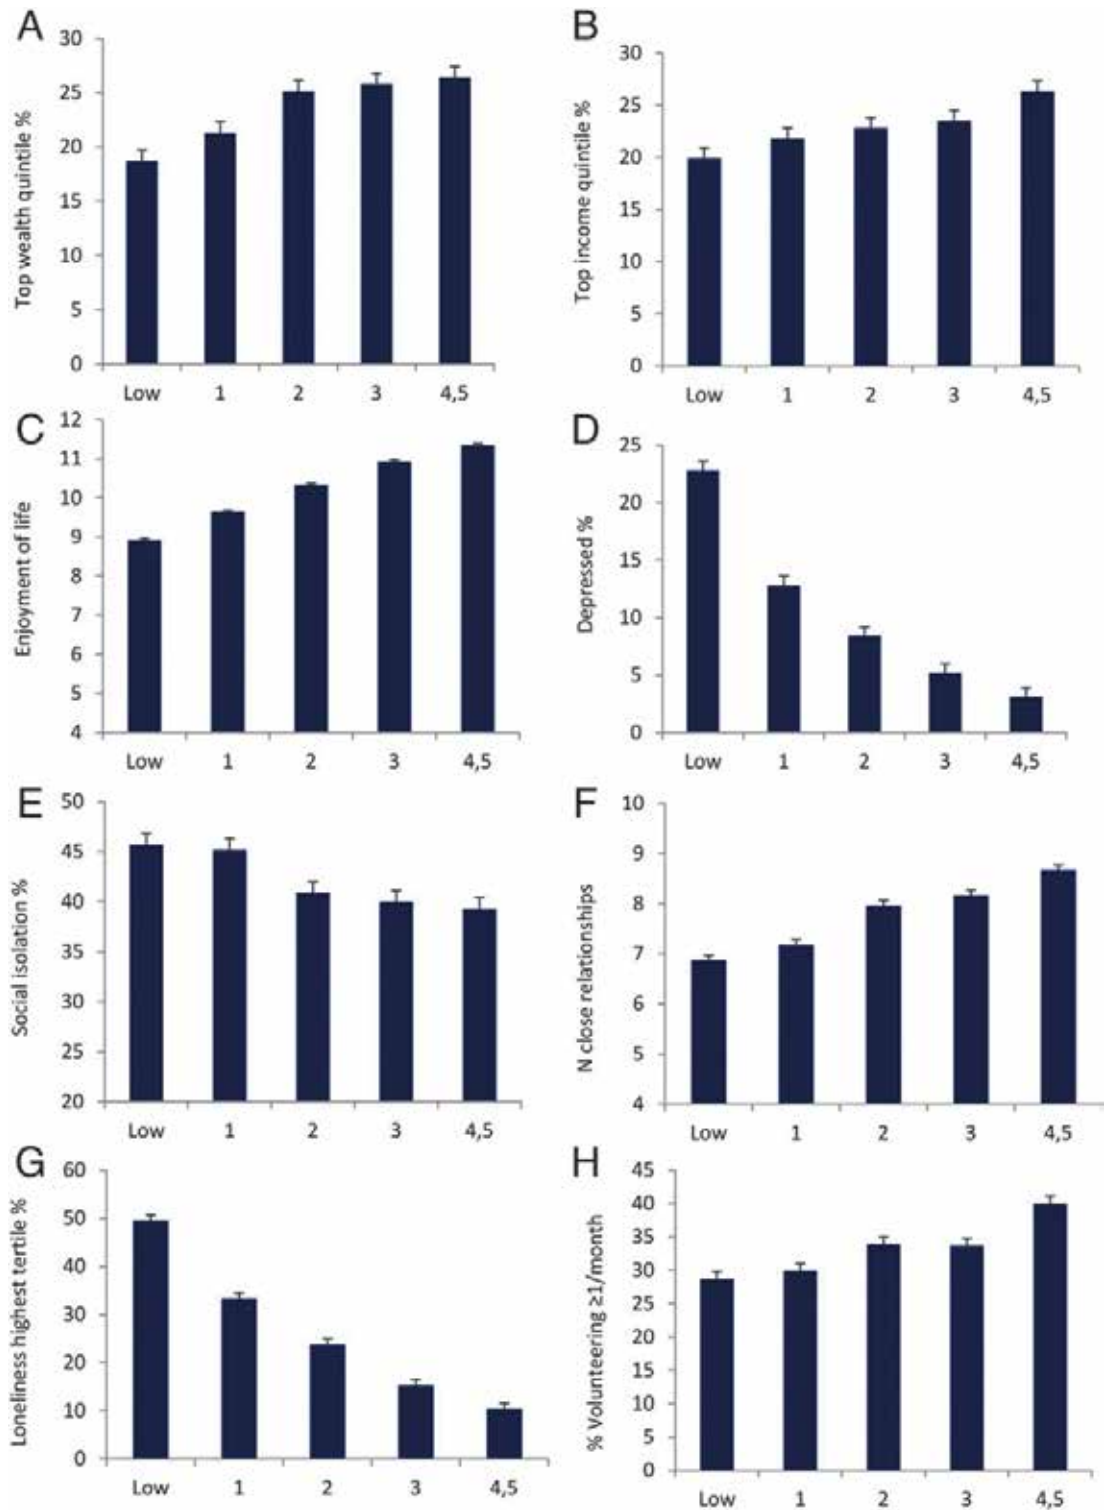 A
Top wealth quintile %
30
25
20
15
10
5
0
Low 1 2 3 4,5
B
Top income quintile %
30
25
20
15
10
5
0
Low 1 2 3 4,5
C
Enjoyment of life
12
11
10
9
8
7
6
5
4
Low 1 2 3 4,5
D
Depressed %
25
20
15
10
5
0
Low 1 2 3 4,5
E
Social isolation %
50
45
40
35
30
25
20
Low 1 2 3 4,5
F
N close relationships
10
9
8
7
6
5
4
Low 1 2 3 4,5
G
Loneliness highest tertile %
60
50
40
30
20
10
0
Low 1 2 3 4,5
H
% Volunteering ≥1/month
45
40
35
30
25
20
15
10
5
0
Low 1 2 3 4,5